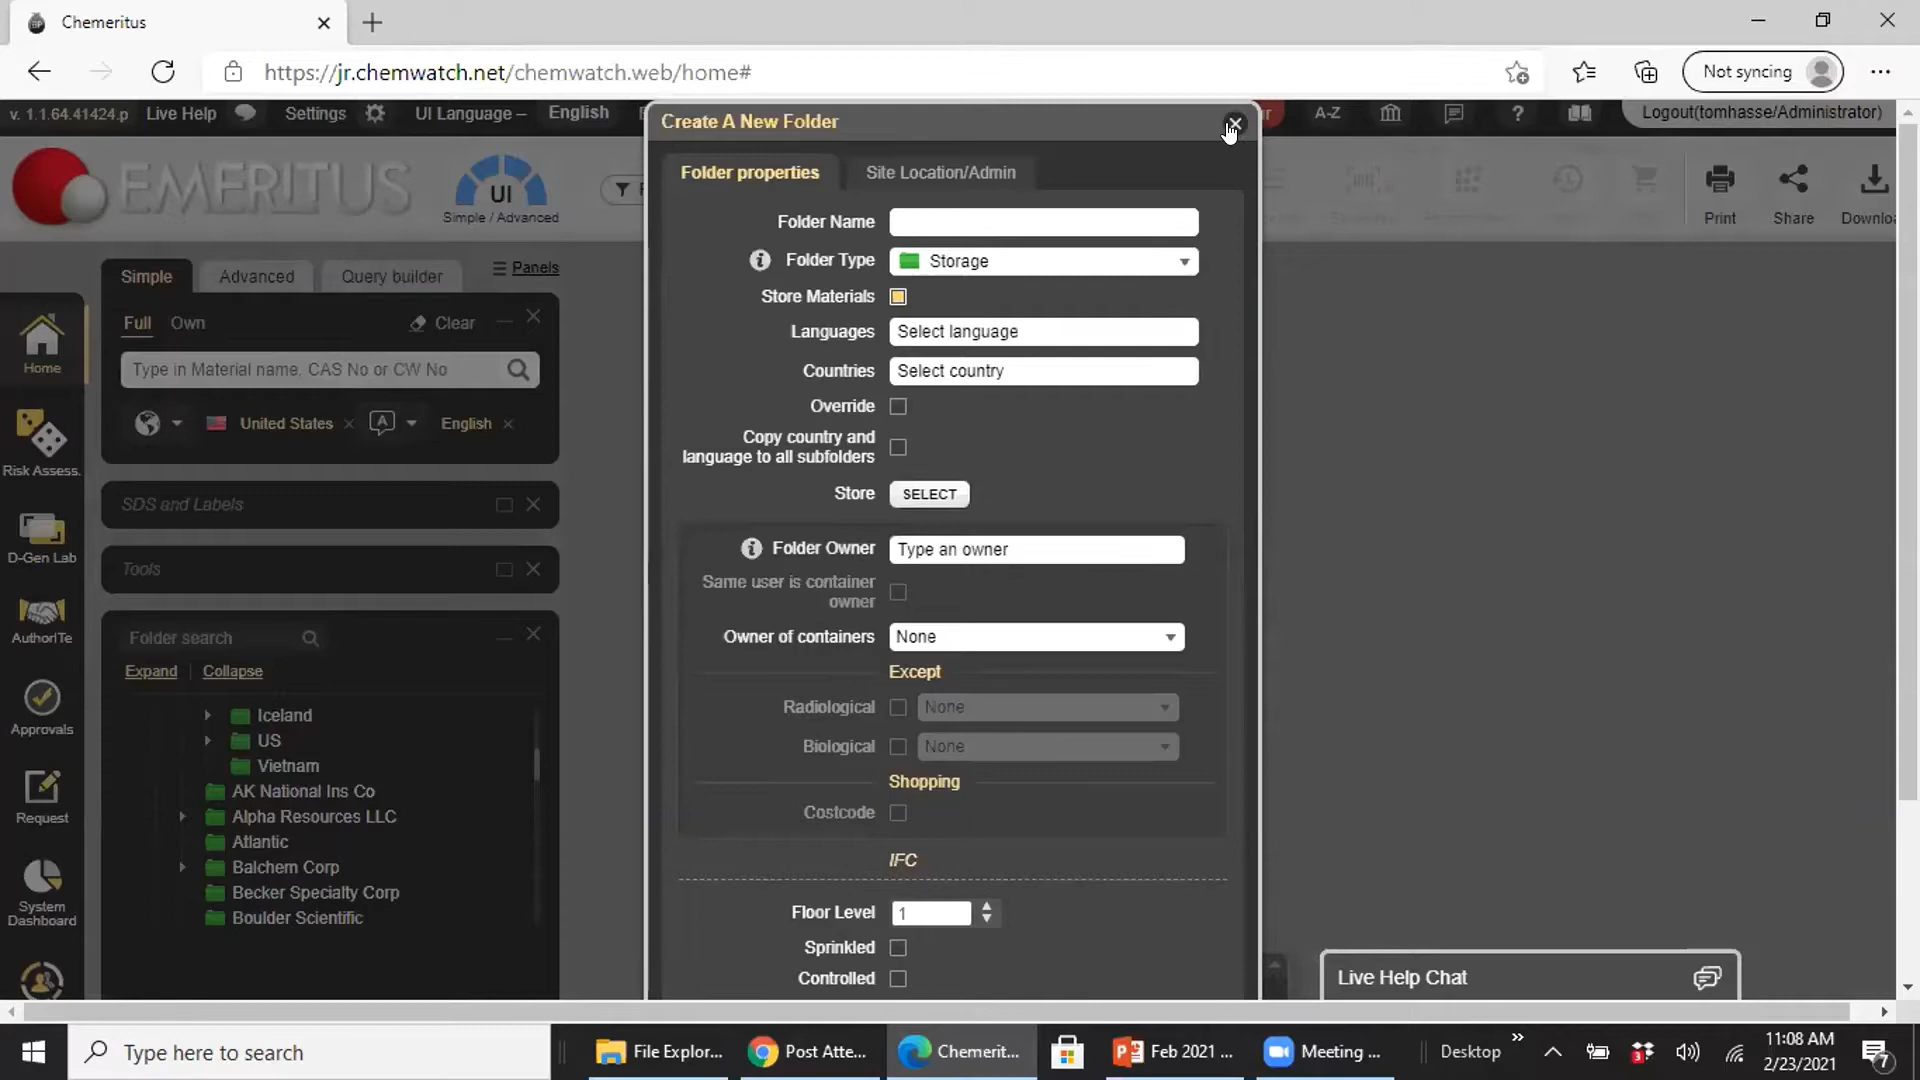 Chemeritus
https://jr.chemwatch.net/chemwatch.web/home#
Not syncing
v. 1.1.64.41424.p Live Help Settings UI Language – English
A-Z ? Logout(tomhasse/Administrator)
EMERITUS
UI
Simple / Advanced
Print
Share
Downloa
Simple
Advanced
Query builder
Panels
Full
Own
Clear
Type in Material name, CAS No or CW No
United States
English
SDS and Labels
Tools
Folder search
Expand
Collapse
Iceland
US
Vietnam
AK National Ins Co
Alpha Resources LLC
Atlantic
Balchem Corp
Becker Specialty Corp
Boulder Scientific
Home
Risk Assess.
D-Gen Lab
AuthorITe
Approvals
Request
System
Dashboard
Create A New Folder
Folder properties
Site Location/Admin
Folder Name
Folder Type Storage
Store Materials
Languages Select language
Countries Select country
Override
Copy country and
language to all subfolders
Store SELECT
Folder Owner Type an owner
Same user is container
owner
Owner of containers None
Except
Radiological None
Biological None
Shopping
Costcode
IFC
Floor Level 1
Sprinkled
Controlled
Live Help Chat
Type here to search
File Explor...
Post Atte...
Chemerit...
Feb 2021 ...
Meeting ...
Desktop
3
11:08 AM
2/23/2021
7